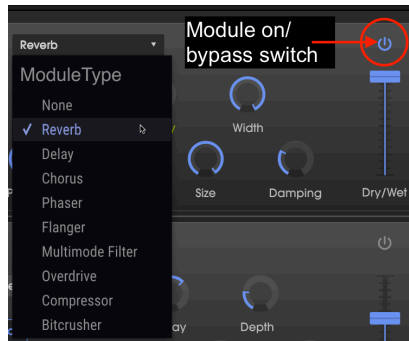 Module on/
bypass switch
Reverb
ModuleType
None
✓ Reverb
Delay
Chorus
Phaser
Flanger
Multimode Filter
Overdrive
Compressor
Bitcrusher
Width
Size Damping Dry/Wet
Depth